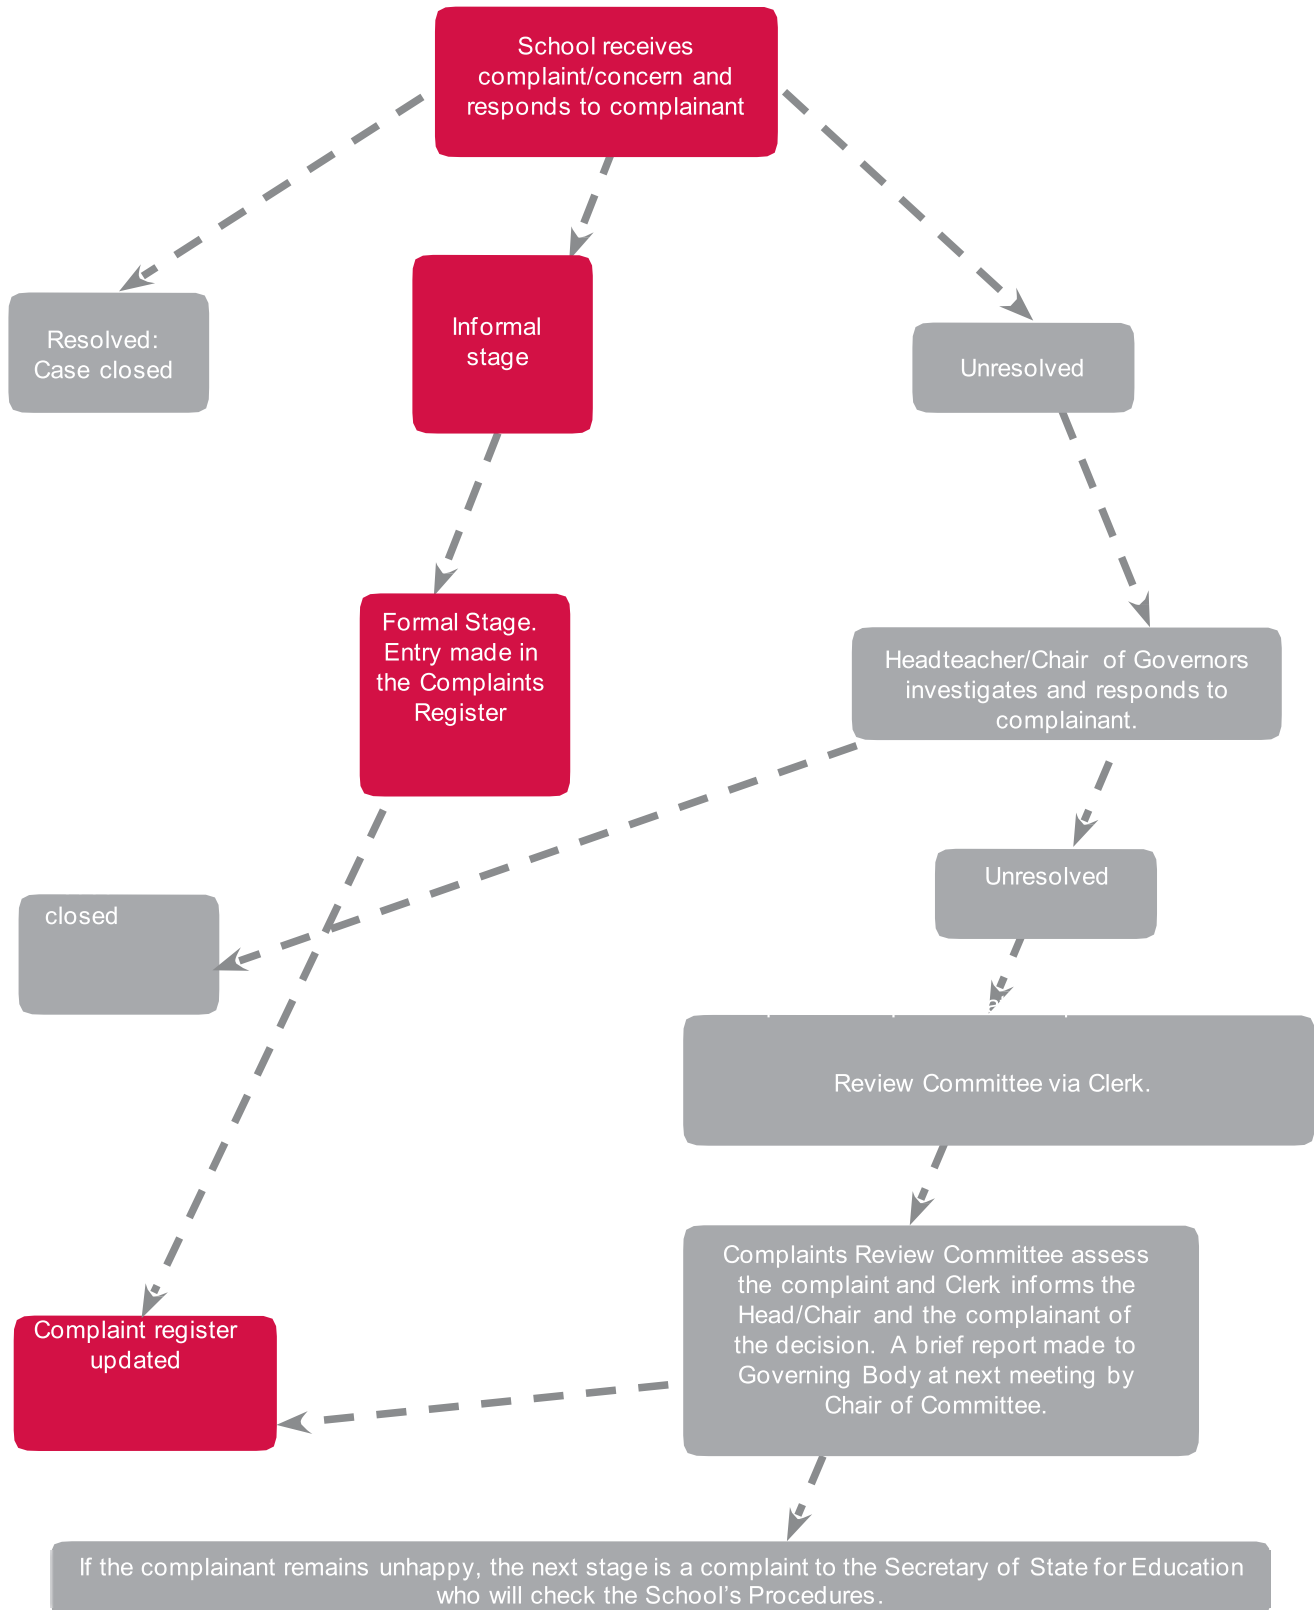 School receives
complaint/concern and
responds to complainant
Resolved:
Case closed
Informal
stage
Unresolved
Formal Stage.
Entry made in
the Complaints
Register
Headteacher/Chair of Governors
investigates and responds to
complainant.
Unresolved
closed
Review Committee via Clerk.
Complaints Review Committee assess
the complaint and Clerk informs the
Head/Chair and the complainant of
the decision. A brief report made to
Governing Body at next meeting by
Chair of Committee.
Complaint register
updated
If the complainant remains unhappy, the next stage is a complaint to the Secretary of State for Education
who will check the School’s Procedures.